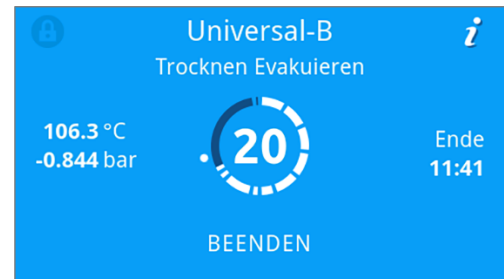 Universal-B
i
Trocknen Evakuieren
106.3 °C
-0.844 bar
20
Ende
11:41
BEENDEN